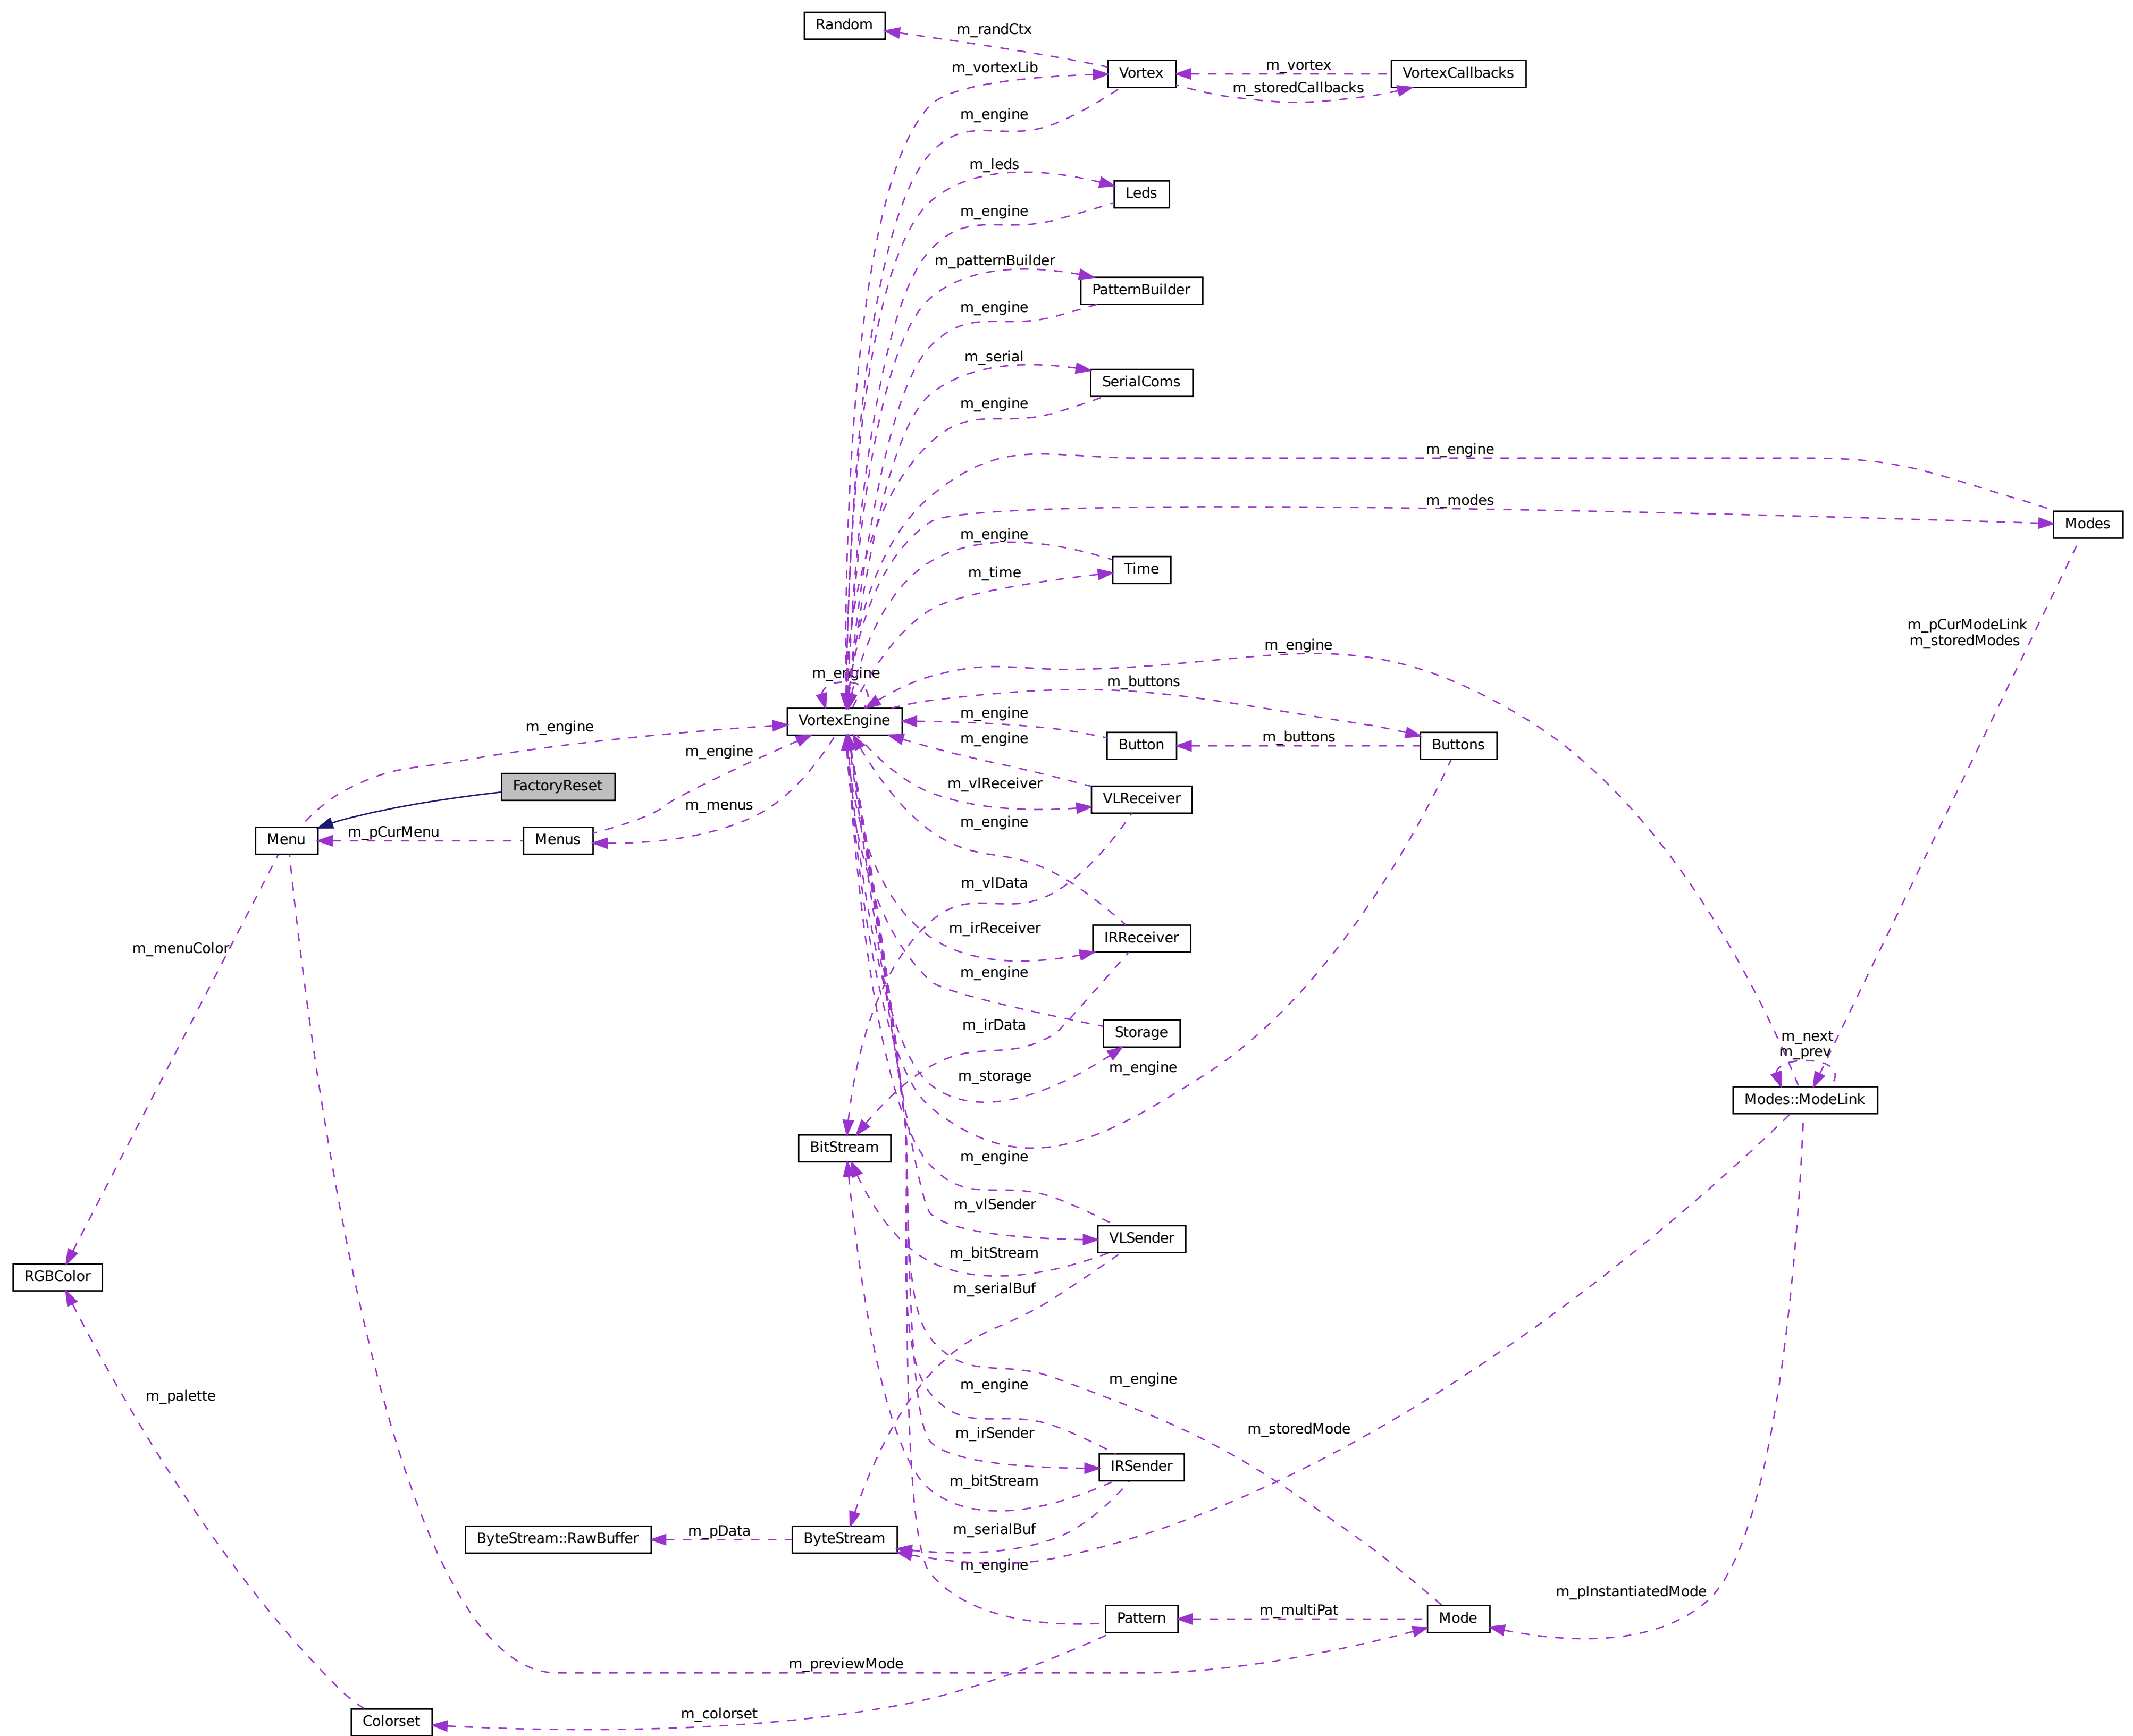 Random
m_randCtx
m_vortexLib
Vortex
m_vortex
VortexCallbacks
m_storedCallbacks
m_engine
m_leds
Leds
m_engine
m_patternBuilder
PatternBuilder
m_engine
m_serial
SerialComs
m_engine
m_engine
m_modes
Modes
m_engine
Time
m_time
m_pCurModeLink
m_storedModes
m_engine
m_engine
m_buttons
VortexEngine
m_engine
m_engine
m_engine
Button
m_buttons
Buttons
m_engine
m_engine
FactoryReset
m_vlReceiver
VLReceiver
m_menus
m_engine
Menu
m_pCurMenu
Menus
m_vlData
m_menuColor
m_irReceiver
IRReceiver
m_engine
m_irData
Storage
m_next
m_prev
m_storage
m_engine
Modes::ModeLink
BitStream
m_engine
m_vlSender
VLSender
m_bitStream
RGBColor
m_serialBuf
m_engine
m_engine
m_palette
m_storedMode
m_irSender
IRSender
m_bitStream
m_serialBuf
ByteStream::RawBuffer
m_pData
ByteStream
m_engine
m_pInstantiatedMode
Pattern
m_multiPat
Mode
m_previewMode
m_colorset
Colorset